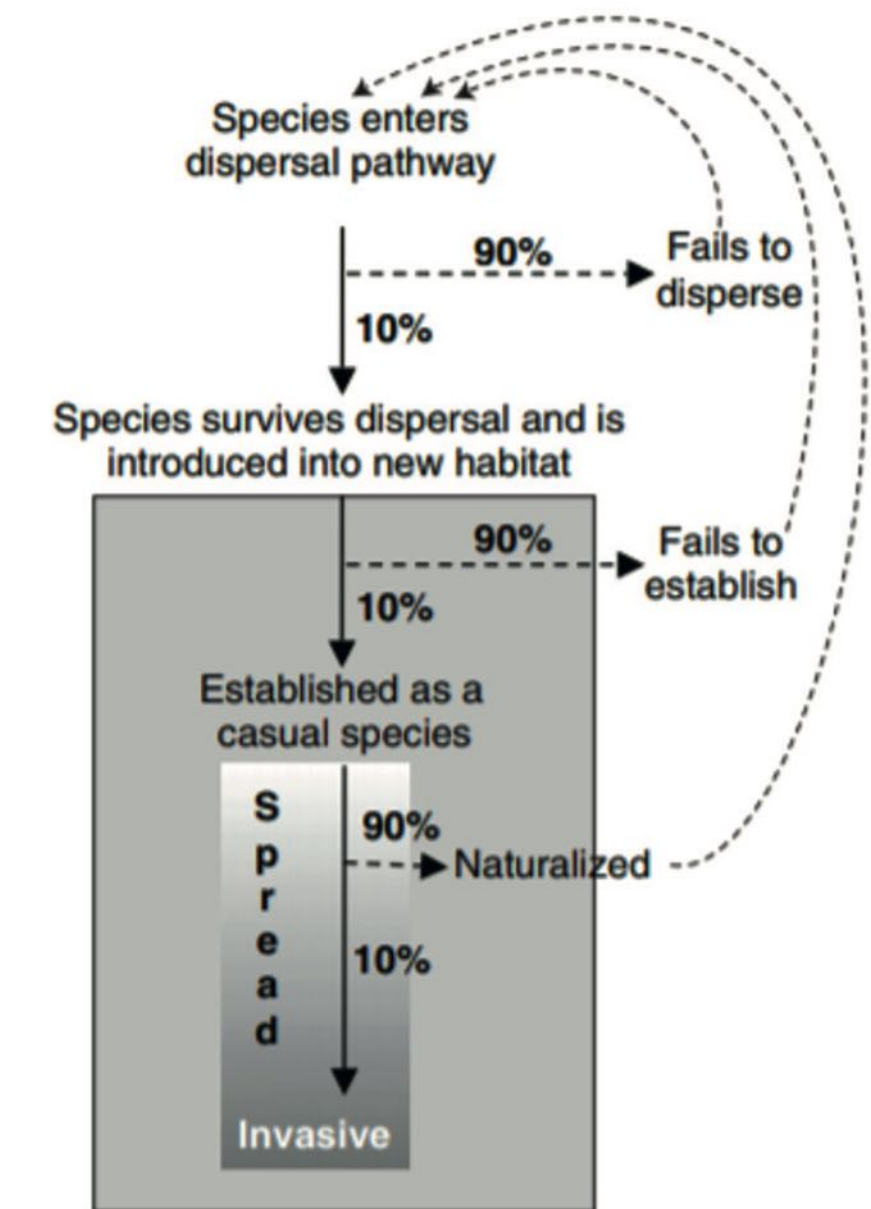 Species enters
dispersal pathway
90%
Fails to
disperse
10%
Species survives dispersal and is
introduced into new habitat
90%
Fails to
establish
10%
Established as a
casual species
Spread
90%
Naturalized
10%
Invasive